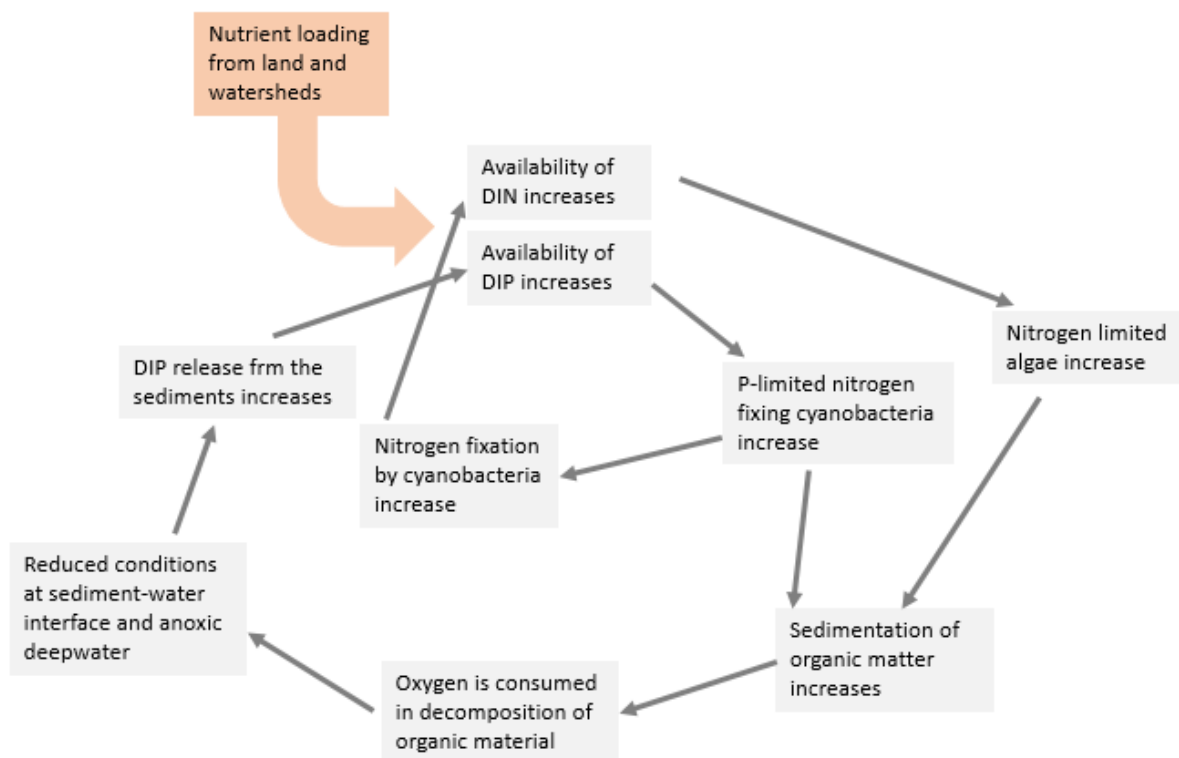 Nutrient loading
from land and
watersheds
Availability of
DIN increases
Availability of
DIP increases
Nitrogen limited
algae increase
DIP release frm the
sediments increases
P-limited nitrogen
fixing cyanobacteria
increase
Nitrogen fixation
by cyanobacteria
increase
Reduced conditions
at sediment-water
interface and anoxic
deepwater
Sedimentation of
organic matter
increases
Oxygen is consumed
in decomposition of
organic material